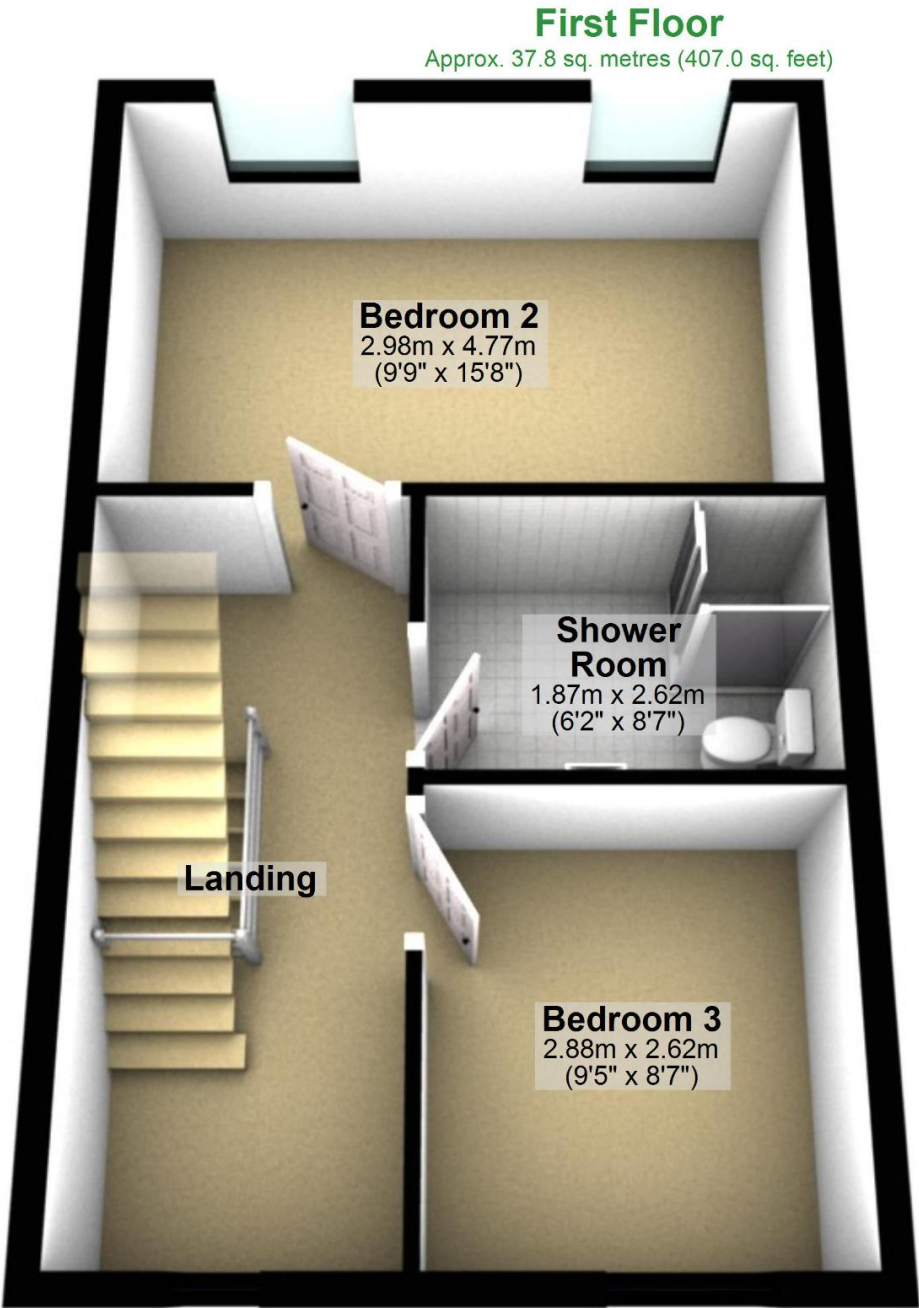 First Floor
Approx. 37.8 sq. metres (407.0 sq. feet)
Bedroom 2
2.98m x 4.77m
(9'9" x 15'8")
Shower
Room
1.87m x 2.62m
(6'2" x 8'7")
Landing
Bedroom 3
2.88m x 2.62m
(9'5" x 8'7")